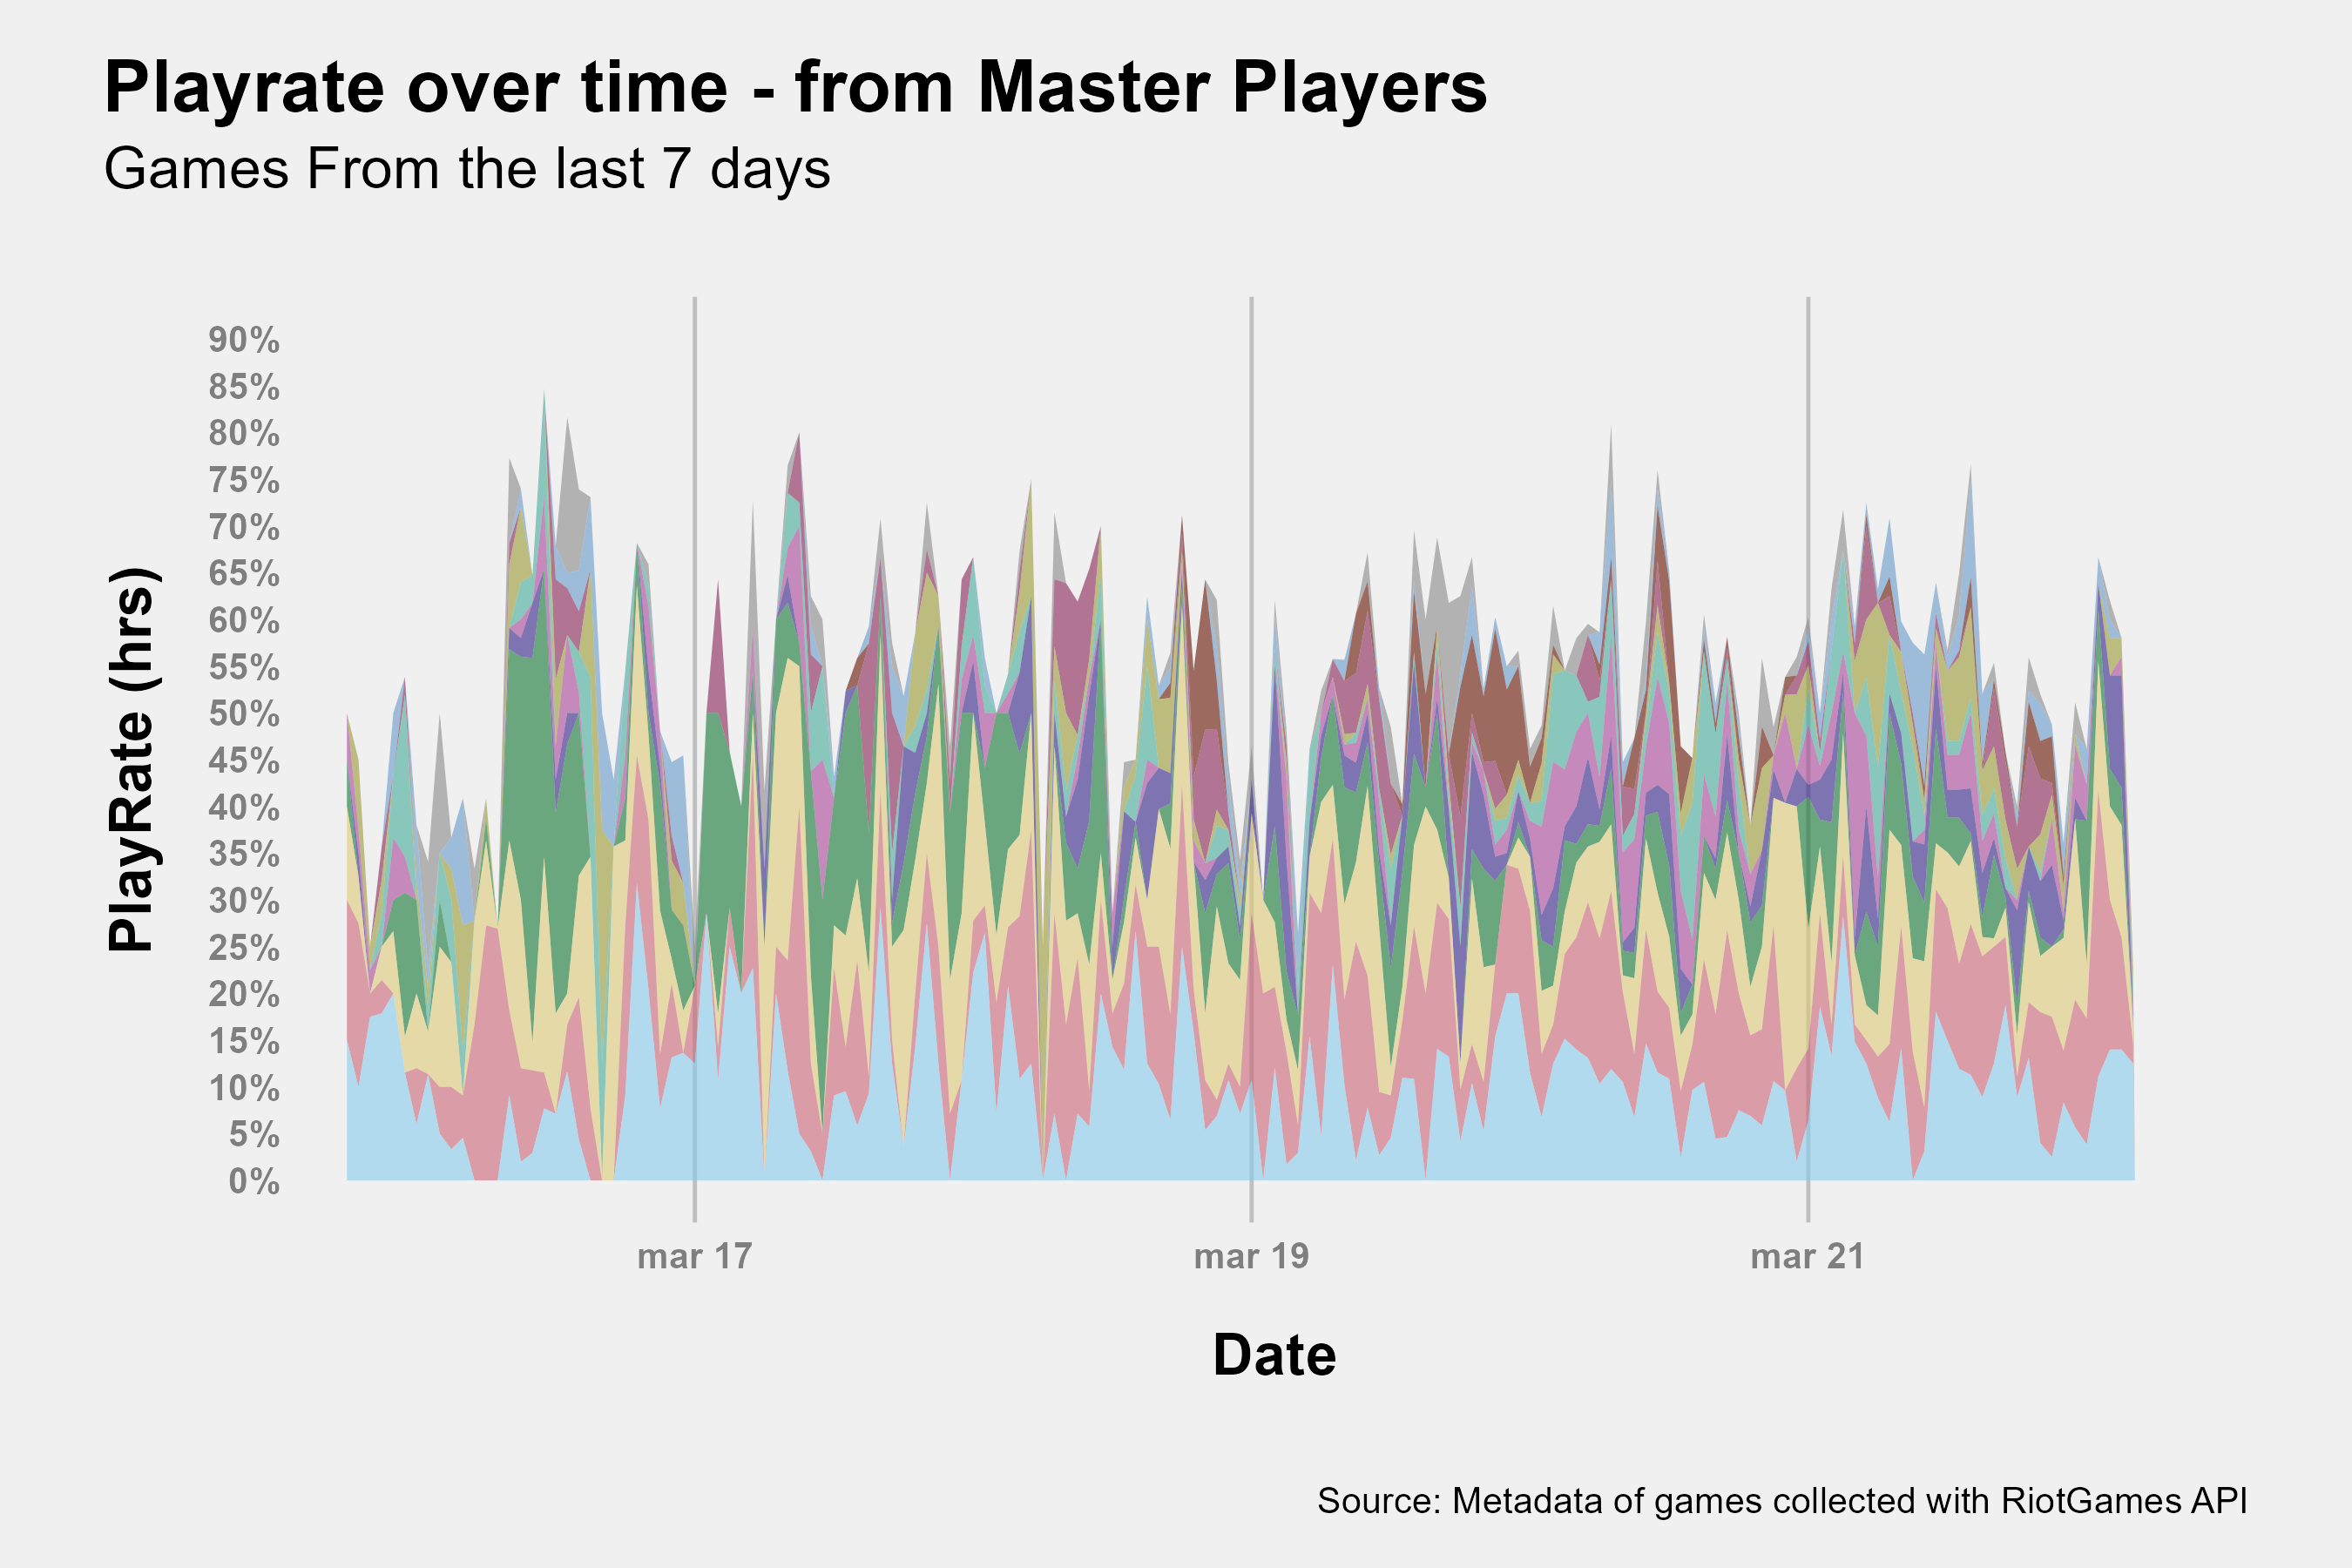 Playrate over time - from Master Players
Games From the last 7 days
PlayRate (hrs)
90%
85%
80%
75%
70%
65%
60%
55%
50%
45%
40%
35%
30%
25%
20%
15%
10%
5%
0%
mar 17
mar 19
mar 21
Date
Source: Metadata of games collected with RiotGames API